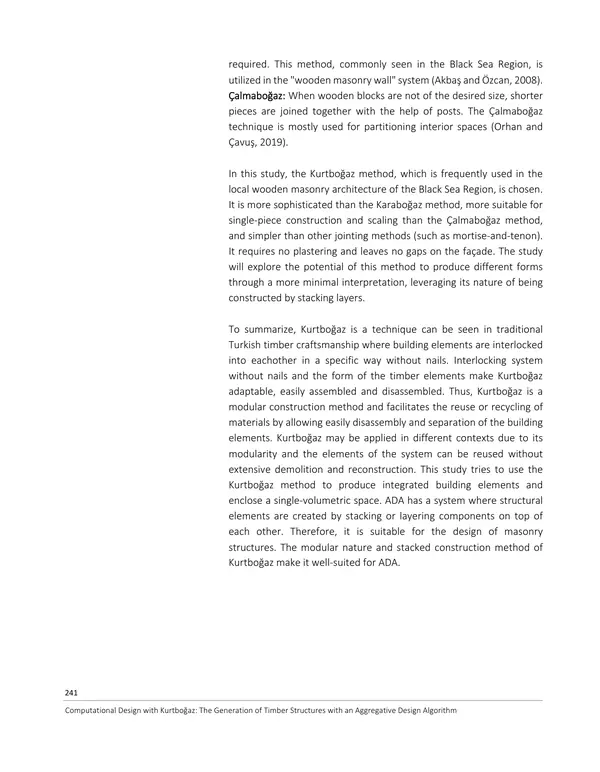 required. This method, commonly seen in the Black Sea Region, is
utilized in the "wooden masonry wall" system (Akbaş and Özcan, 2008).
Çalmaboğaz: When wooden blocks are not of the desired size, shorter
pieces are joined together with the help of posts. The Çalmaboğaz
technique is mostly used for partitioning interior spaces (Orhan and
Çavuş, 2019).
In this study, the Kurtboğaz method, which is frequently used in the
local wooden masonry architecture of the Black Sea Region, is chosen.
It is more sophisticated than the Karaboğaz method, more suitable for
single-piece construction and scaling than the Çalmaboğaz method,
and simpler than other jointing methods (such as mortise-and-tenon).
It requires no plastering and leaves no gaps on the façade. The study
will explore the potential of this method to produce different forms
through a more minimal interpretation, leveraging its nature of being
constructed by stacking layers.
To summarize, Kurtboğaz is a technique can be seen in traditional
Turkish timber craftsmanship where building elements are interlocked
into eachother in a specific way without nails. Interlocking system
without nails and the form of the timber elements make Kurtboğaz
adaptable, easily assembled and disassembled. Thus, Kurtboğaz is a
modular construction method and facilitates the reuse or recycling of
materials by allowing easily disassembly and separation of the building
elements. Kurtboğaz may be applied in different contexts due to its
modularity and the elements of the system can be reused without
extensive demolition and reconstruction. This study tries to use the
Kurtboğaz method to produce integrated building elements and
enclose a single-volumetric space. ADA has a system where structural
elements are created by stacking or layering components on top of
each other. Therefore, it is suitable for the design of masonry
structures. The modular nature and stacked construction method of
Kurtboğaz make it well-suited for ADA.
241
Computational Design with Kurtboğaz: The Generation of Timber Structures with an Aggregative Design Algorithm